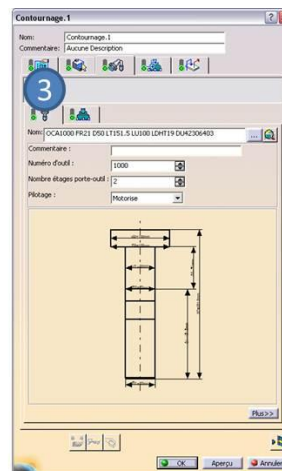 Contournage.1
Nom: Contournage.1
Commentaire: Aucune Description
3
Nom: OCA1000 FR21 D50 LT151.5 LU100 LDHT19 DU42306403 ...
Commentaire :
Numéro d'outil : 1000
Nombre étages porte-outil : 2
Pilotage : Motorise
Plus>>
OK Aperçu Annuler